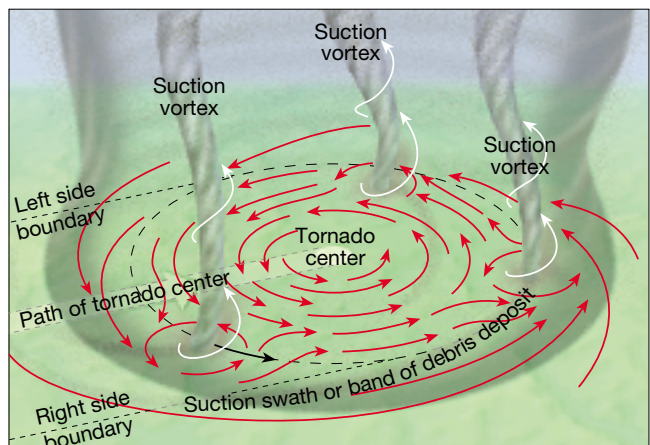 Suction
vortex
Suction
vortex
Suction
vortex
Left side
boundary
Tornado
center
Path of tornado center
Suction swath or band of debris deposit
Right side
boundary